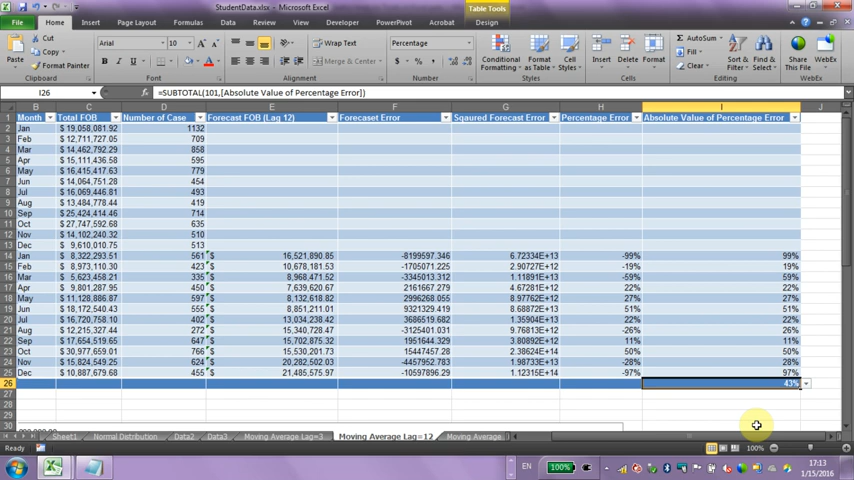 StudentData.xlsx - Microsoft Excel
Table Tools
File Home Insert Page Layout Formulas Data Review View Developer PowerPivot Acrobat Design
Cut
Copy
Format Painter
Paste
Clipboard
Arial 10
Font
Wrap Text
Merge & Center
Alignment
Percentage
Number
Conditional Formatting
Format as Table
Cell Styles
Styles
Insert Delete Format
Cells
AutoSum
Fill
Clear
Sort & Filter
Find & Select
Editing
Share WebEx
This File
WebEx
I26 =SUBTOTAL(101,[Absolute Value of Percentage Error])
B C D E F G H I J
1 Month Total FOB Number of Case Forecast FOB (Lag 12) Foreceast Error Sqaured Forecast Error Percentage Error Absolute Value of Percentage Error
2 Jan $ 19,058,081.92 1132
3 Feb $ 12,711,727.05 709
4 Mar $ 14,462,792.29 858
5 Apr $ 15,111,436.58 595
6 May $ 16,415,417.63 779
7 Jun $ 14,064,751.28 454
8 Jul $ 16,069,446.81 493
9 Aug $ 13,484,775.58 419
10 Sep $ 25,424,414.46 714
11 Oct $ 27,747,592.68 635
12 Nov $ 14,102,240.32 510
13 Dec $ 9,610,010.75 513
14 Jan $ 8,322,293.51 561 $ 16,521,890.85 -8199597.346 6.72334E+13 -99% 99%
15 Feb $ 8,973,110.30 423 $ 10,678,181.53 -1705071.225 2.90727E+12 -19% 19%
16 Mar $ 5,623,458.21 335 $ 8,968,471.52 -3345013.312 1.11891E+13 -59% 59%
17 Apr $ 9,801,287.95 450 $ 7,639,620.67 2161667.279 4.67281E+12 22% 22%
18 May $ 11,128,886.87 597 $ 8,132,618.82 2996268.055 8.97762E+12 27% 27%
19 Jun $ 18,172,540.43 555 $ 8,851,211.01 9321329.419 8.68872E+13 51% 51%
20 Jul $ 16,720,758.10 402 $ 13,034,238.42 3686519.682 1.35904E+13 22% 22%
21 Aug $ 12,215,327.44 272 $ 15,340,728.47 -3125401.031 9.76813E+12 -26% 26%
22 Sep $ 17,654,519.65 647 $ 15,702,875.32 1951644.329 3.80892E+12 11% 11%
23 Oct $ 30,977,659.01 766 $ 15,530,201.73 15447457.28 2.38624E+14 50% 50%
24 Nov $ 15,824,549.25 624 $ 20,282,502.03 -4457952.783 1.98733E+13 -28% 28%
25 Dec $ 10,887,679.68 455 $ 21,485,575.97 -10597896.29 1.12315E+14 -97% 97%
26 43%
27
28
29
30
Sheet1 Normal Distribution Data2 Data3 Moving Average Lag=3 Moving Average Lag=12 Moving Average
Ready 100%
EN 100% 17:13
1/15/2016